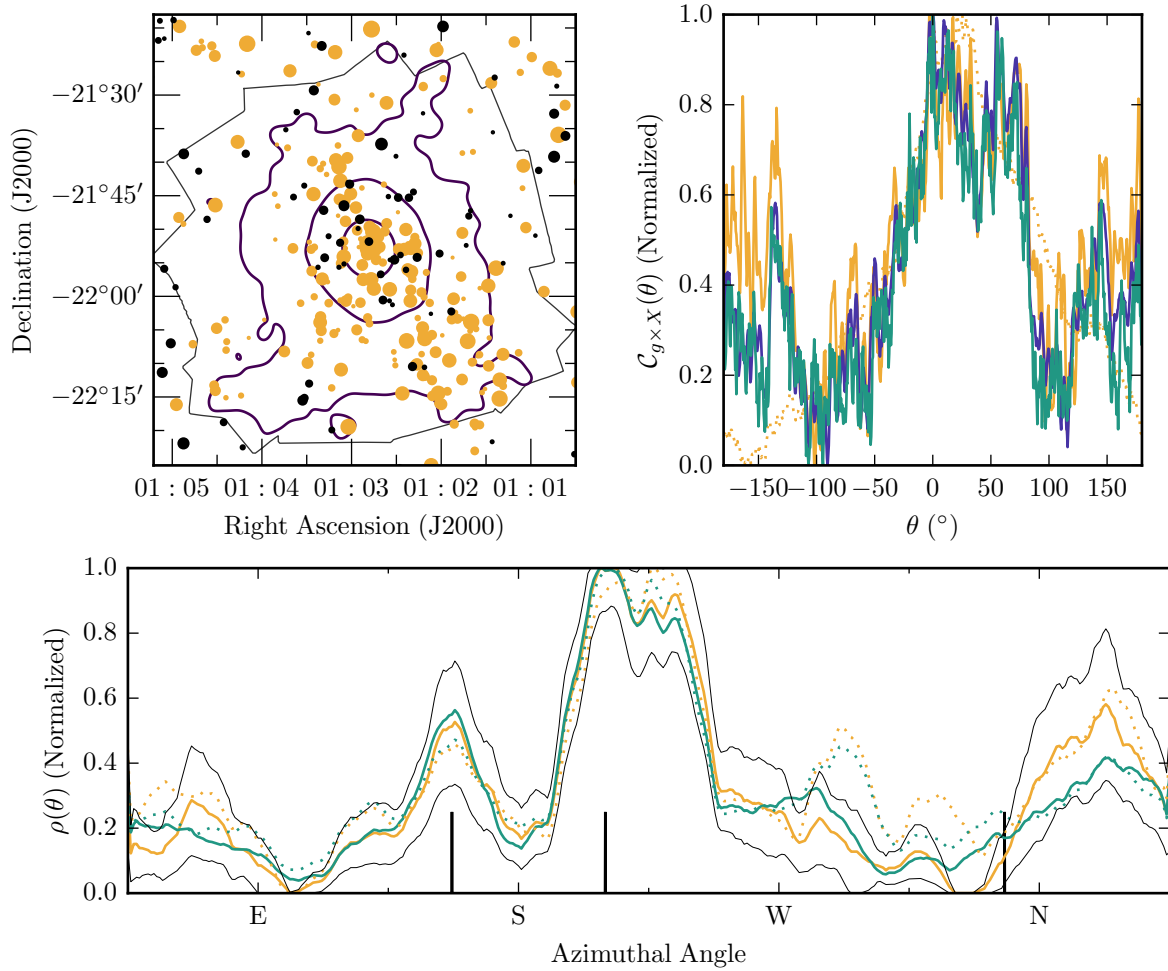 Declination (J2000)
−21°30′
−21°45′
−22°00′
−22°15′
01 : 05 01 : 04 01 : 03 01 : 02 01 : 01
Right Ascension (J2000)
𝒞g×X(θ) (Normalized)
1.0
0.8
0.6
0.4
0.2
0.0
−150 −100 −50 0 50 100 150
θ (°)
ρ(θ) (Normalized)
1.0
0.8
0.6
0.4
0.2
0.0
E S W N
Azimuthal Angle